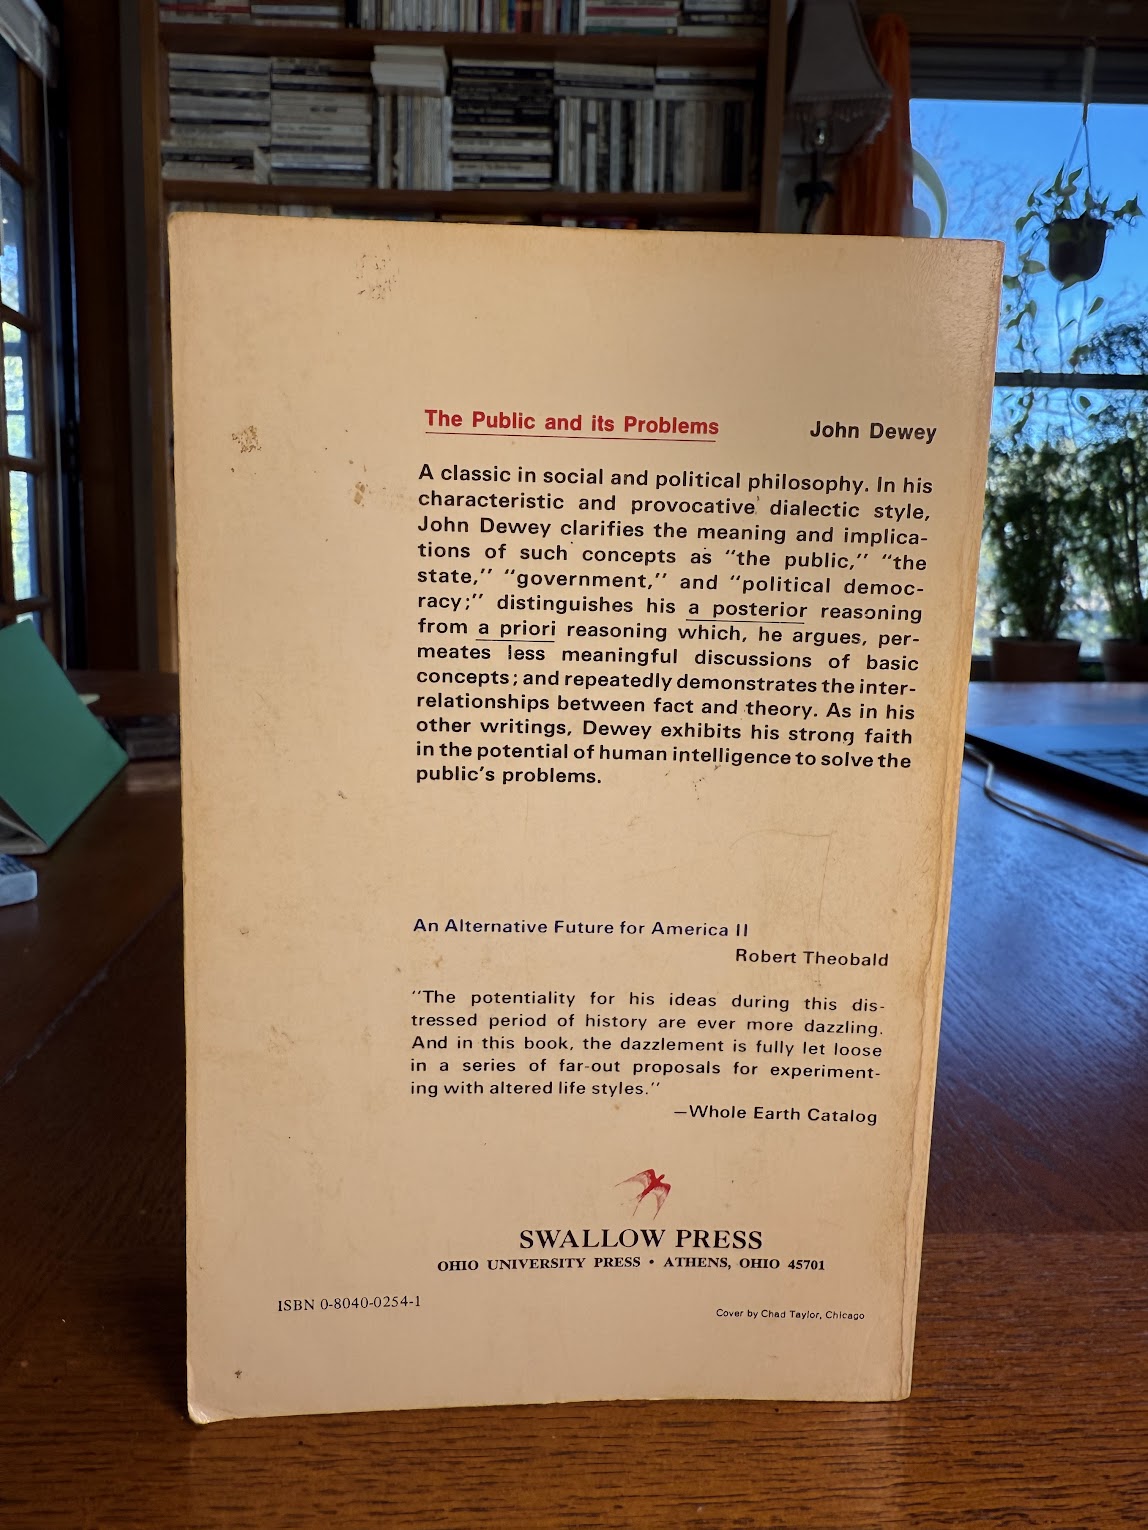 The Public and its Problems John Dewey
A classic in social and political philosophy. In his
characteristic and provocative dialectic style,
John Dewey clarifies the meaning and implica-
tions of such concepts as “the public,” “the
state,” “government,” and “political democ-
racy;” distinguishes his a posterior reasoning
from a priori reasoning which, he argues, per-
meates less meaningful discussions of basic
concepts; and repeatedly demonstrates the inter-
relationships between fact and theory. As in his
other writings, Dewey exhibits his strong faith
in the potential of human intelligence to solve the
public's problems.
An Alternative Future for America II
Robert Theobald
“The potentiality for his ideas during this dis-
tressed period of history are ever more dazzling.
And in this book, the dazzlement is fully let loose
in a series of far-out proposals for experiment-
ing with altered life styles.”
—Whole Earth Catalog
SWALLOW PRESS
OHIO UNIVERSITY PRESS • ATHENS, OHIO 45701
ISBN 0-8040-0254-1
Cover by Chad Taylor, Chicago